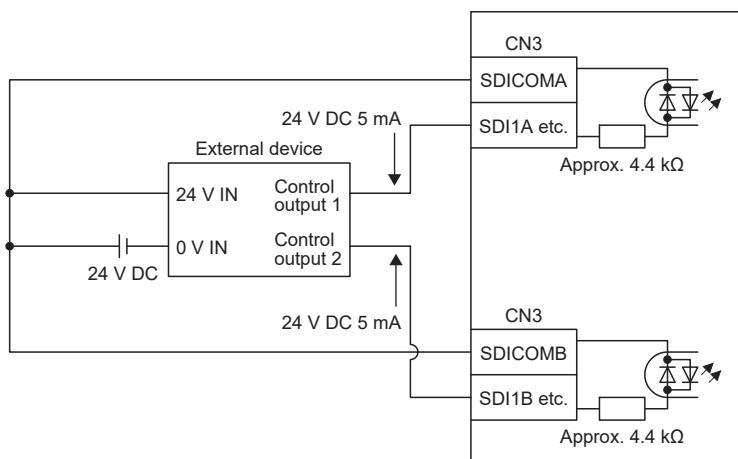 CN3
SDICOMA
24 V DC 5 mA
SDI1A etc.
External device
Approx. 4.4 kΩ
24 V IN
Control
output 1
0 V IN
Control
output 2
24 V DC
24 V DC 5 mA
CN3
SDICOMB
SDI1B etc.
Approx. 4.4 kΩ